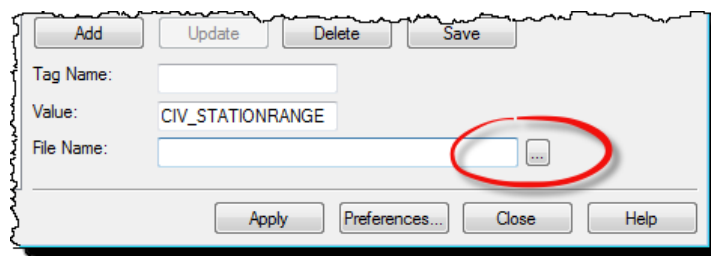 Add Update Delete Save
Tag Name:
Value: CIV_STATIONRANGE
File Name: ...
Apply Preferences... Close Help